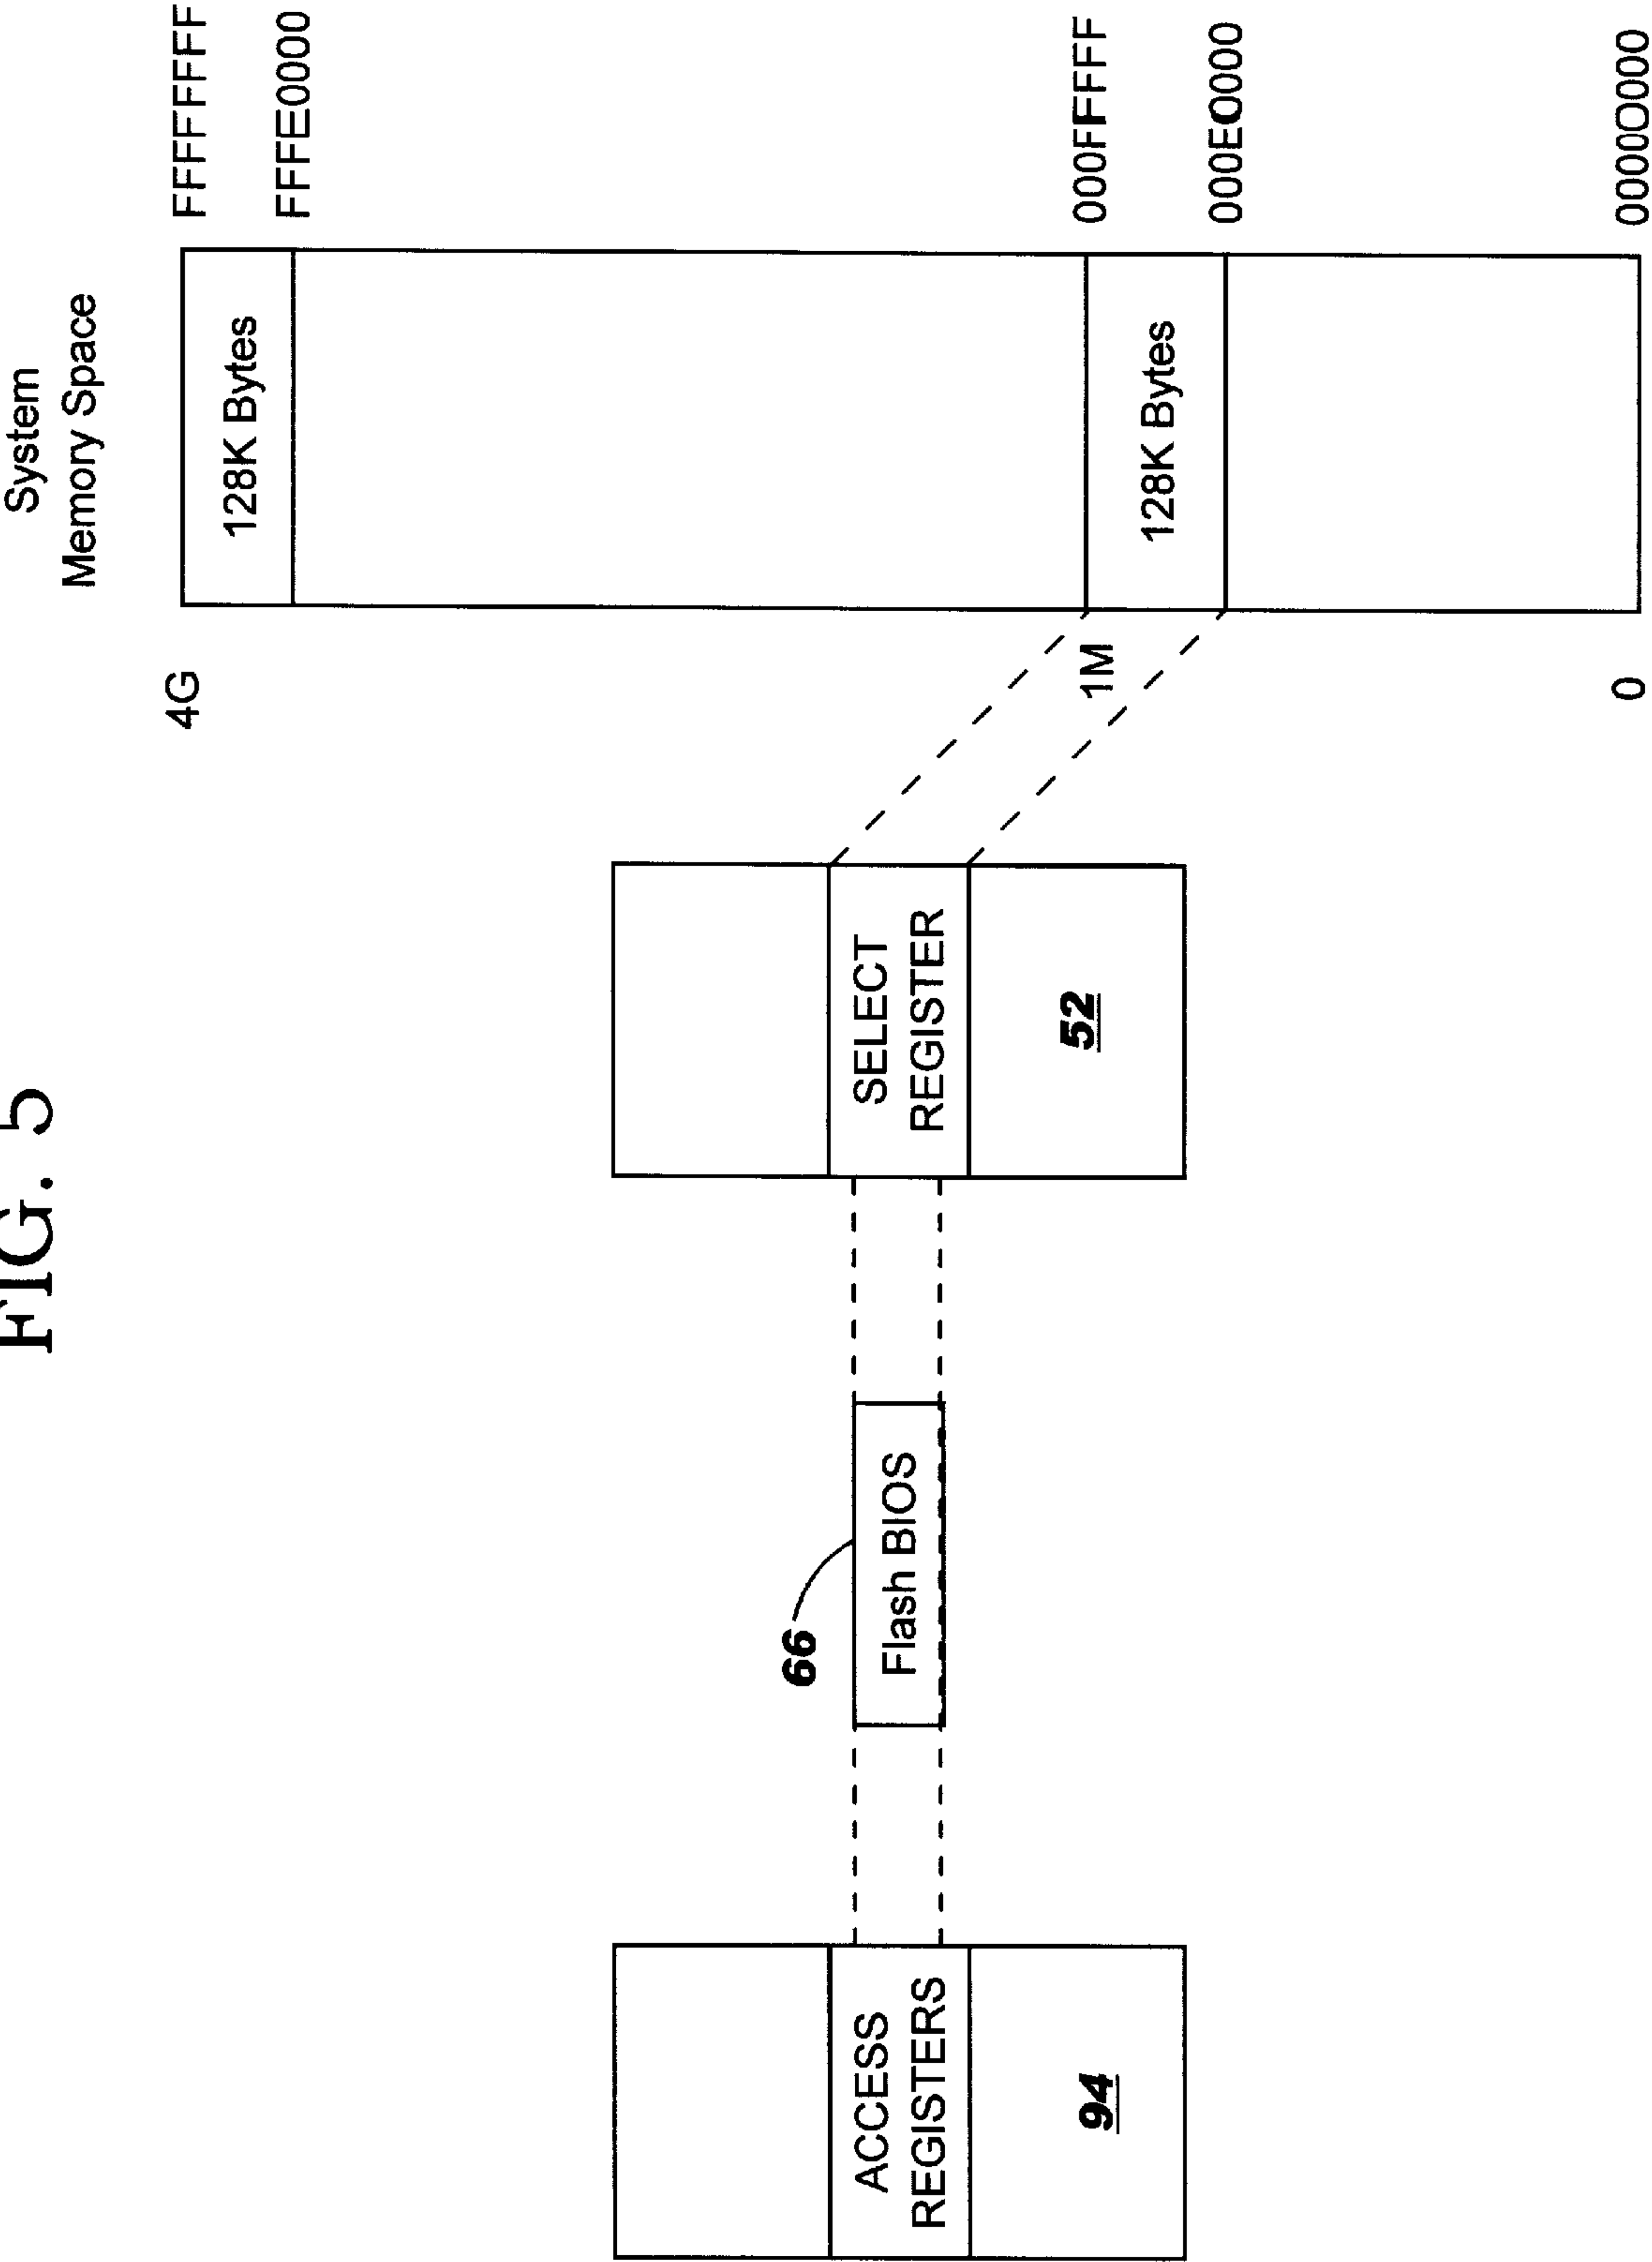 FIG. 5
System
Memory Space
4G
FFFFFFFF
128K Bytes
FFFE0000
66
ACCESS
REGISTERS
Flash BIOS
SELECT
REGISTER
94
52
1M
000FFFFF
128K Bytes
000E0000
0
00000000